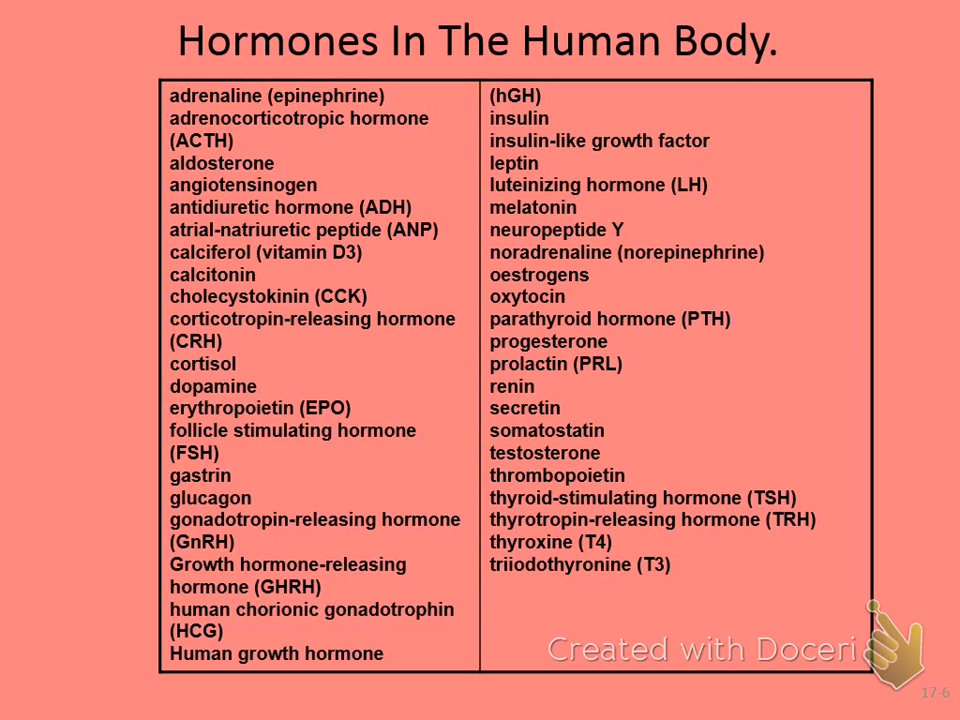 Hormones In The Human Body.
adrenaline (epinephrine)
adrenocorticotropic hormone
(ACTH)
aldosterone
angiotensinogen
antidiuretic hormone (ADH)
atrial-natriuretic peptide (ANP)
calciferol (vitamin D3)
calcitonin
cholecystokinin (CCK)
corticotropin-releasing hormone
(CRH)
cortisol
dopamine
erythropoietin (EPO)
follicle stimulating hormone
(FSH)
gastrin
glucagon
gonadotropin-releasing hormone
(GnRH)
Growth hormone-releasing
hormone (GHRH)
human chorionic gonadotrophin
(HCG)
Human growth hormone
(hGH)
insulin
insulin-like growth factor
leptin
luteinizing hormone (LH)
melatonin
neuropeptide Y
noradrenaline (norepinephrine)
oestrogens
oxytocin
parathyroid hormone (PTH)
progesterone
prolactin (PRL)
renin
secretin
somatostatin
testosterone
thrombopoietin
thyroid-stimulating hormone (TSH)
thyrotropin-releasing hormone (TRH)
thyroxine (T4)
triiodothyronine (T3)
Created with Doceri
17-6